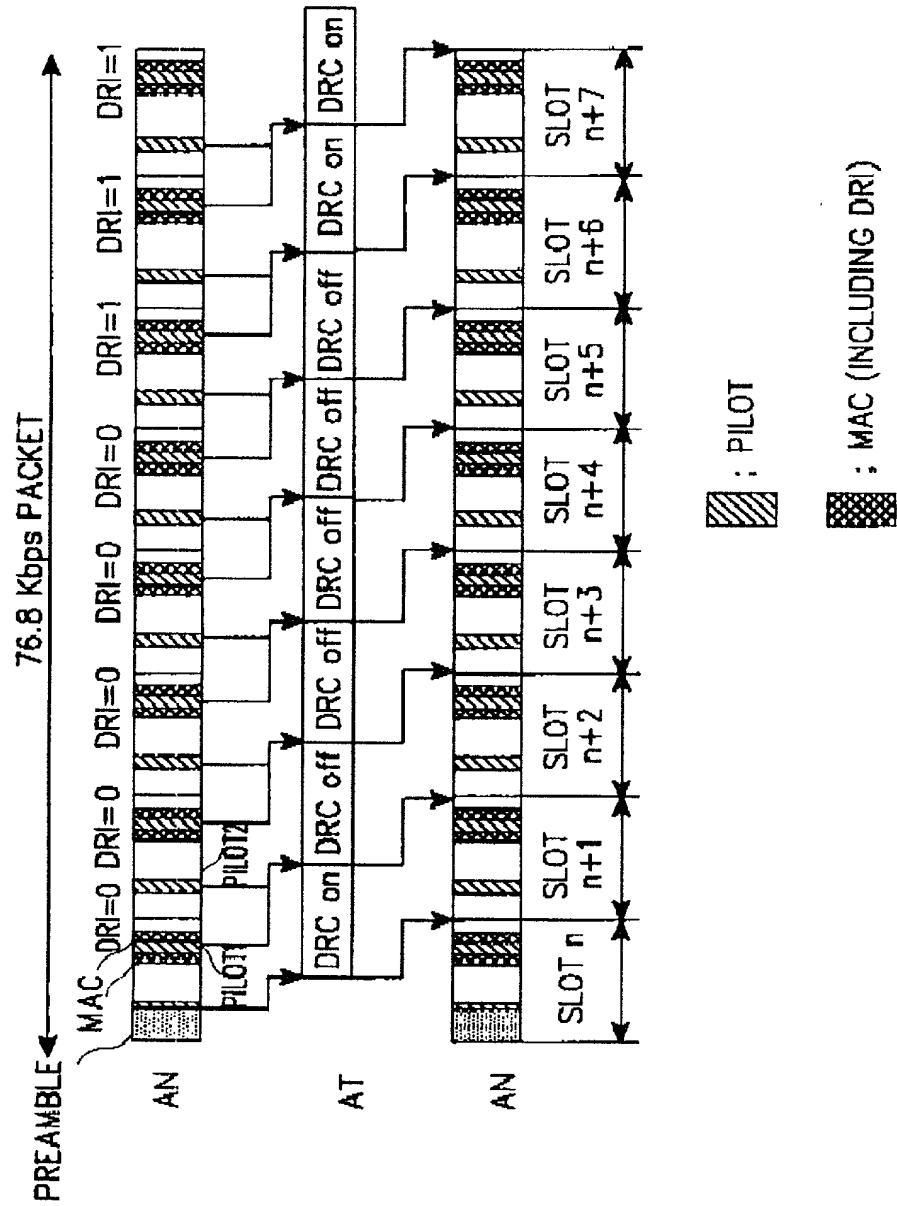 76.8 Kbps PACKET
PREAMBLE
MAC
DRI=0 DRI=0 DRI=0 DRI=0 DRI=0 DRI=1 DRI=1 DRI=1
AN
PILOT1 PILOT2
AT
DRC on DRC off DRC off DRC off DRC off DRC off DRC on DRC on
AN
SLOT n
SLOT n+1
SLOT n+2
SLOT n+3
SLOT n+4
SLOT n+5
SLOT n+6
SLOT n+7
: PILOT
: MAC (INCLUDING DRI)